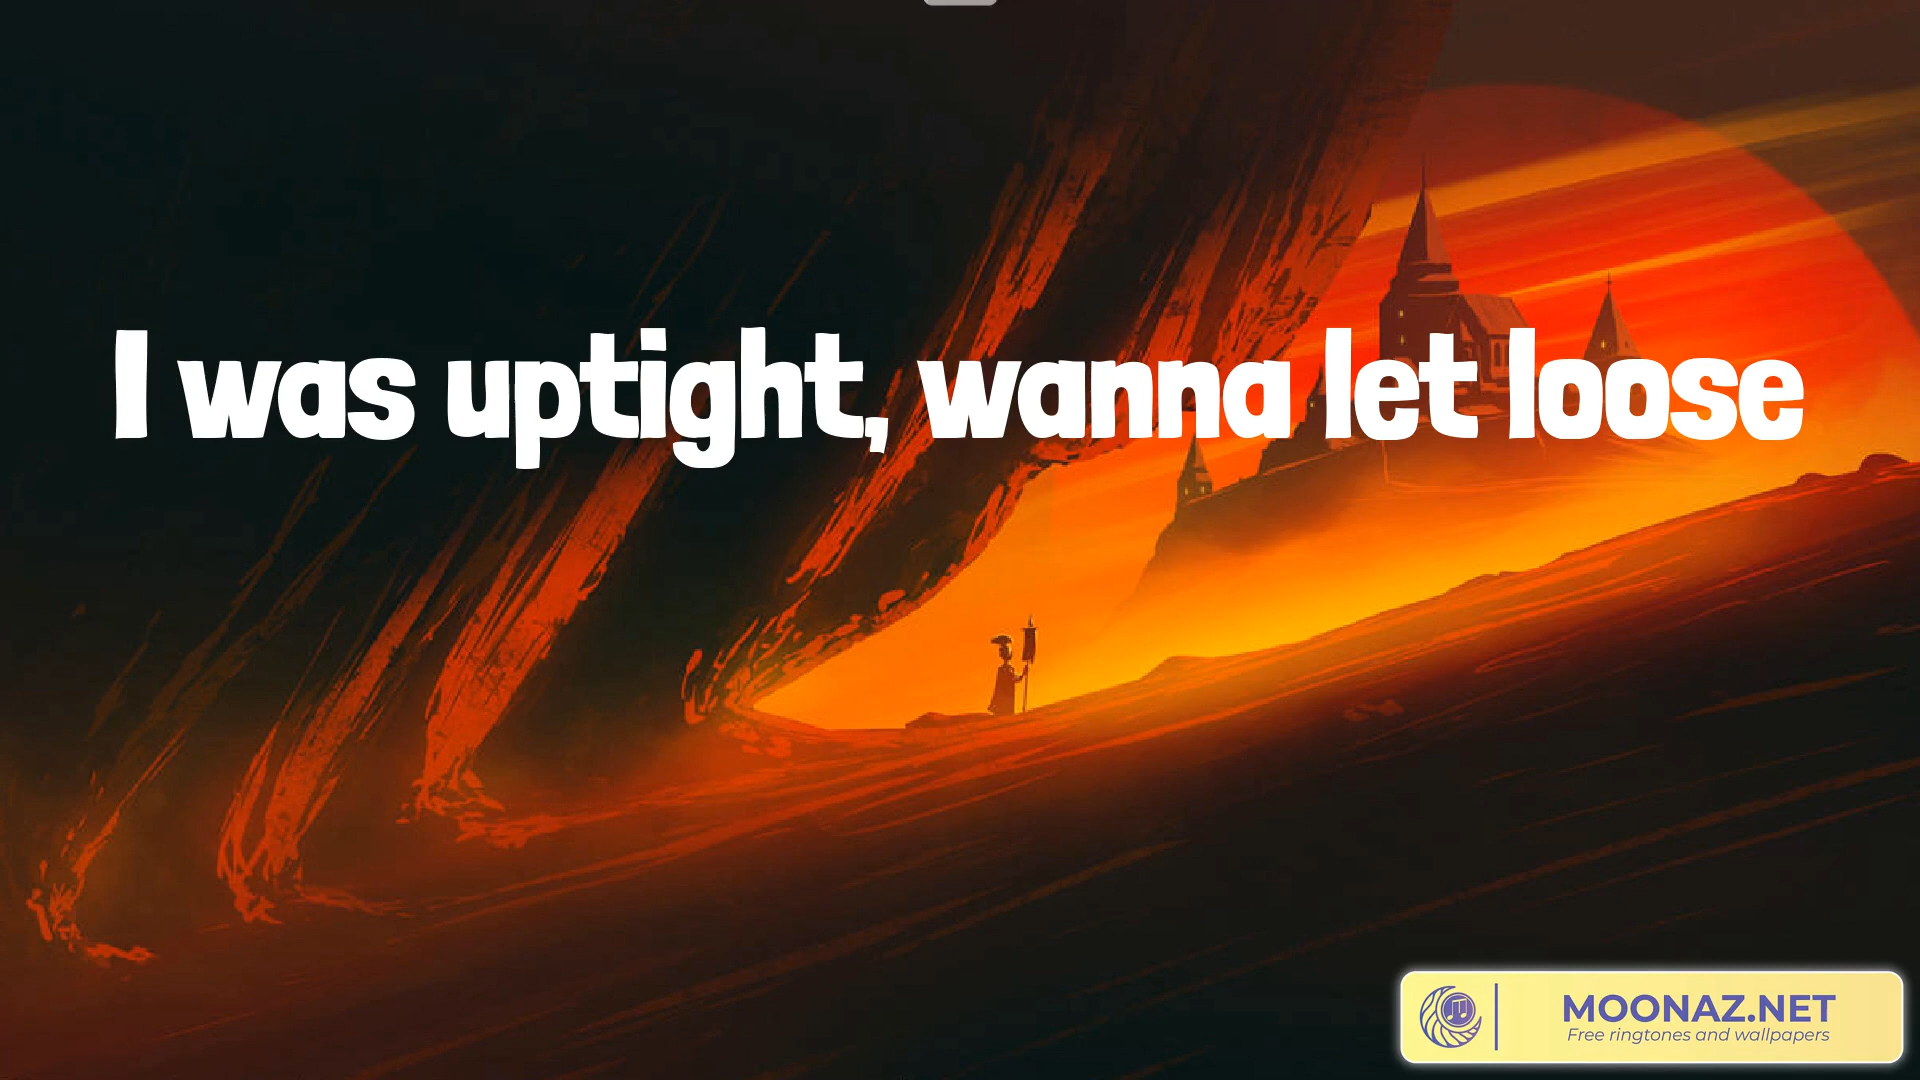 I was uptight, wanna let loose
MOONAZ.NET
Free ringtones and wallpapers